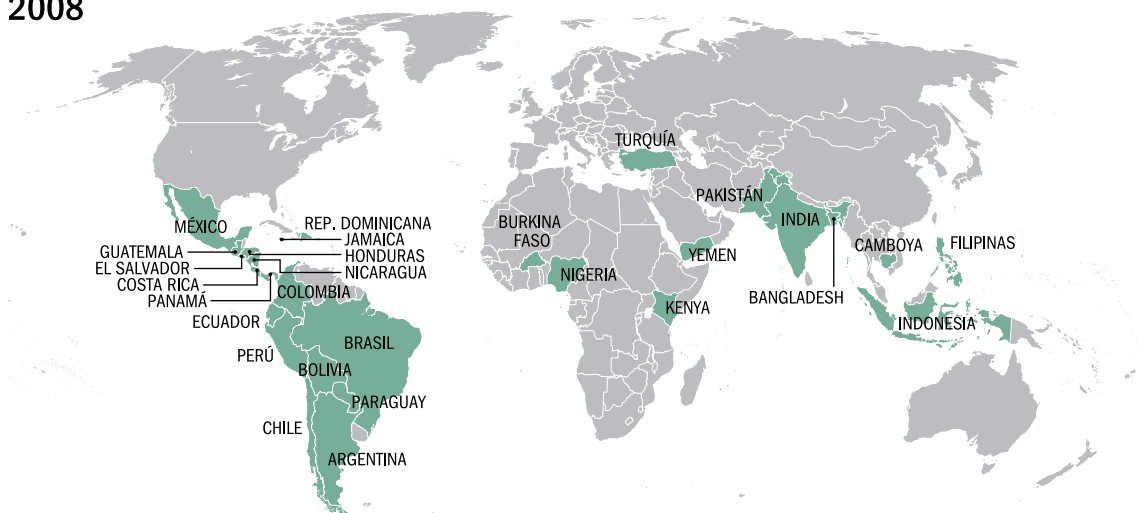 2008
TURQUÍA
PAKISTÁN
INDIA
MÉXICO
REP. DOMINICANA
JAMAICA
HONDURAS
NICARAGUA
GUATEMALA
EL SALVADOR
COSTA RICA
PANAMÁ
COLOMBIA
ECUADOR
PERÚ
BRASIL
BOLIVIA
PARAGUAY
CHILE
ARGENTINA
BURKINA
FASO
NIGERIA
YEMEN
KENYA
BANGLADESH
CAMBOYA
FILIPINAS
INDONESIA